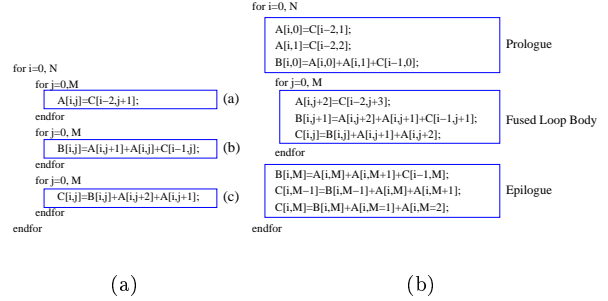 for i=0, N
for j=0,M
A[i,j]=C[i−2,j+1];
(a)
endfor
for j=0, M
B[i,j]=A[i,j+1]+A[i,j]+C[i−1,j];
(b)
endfor
for j=0, M
C[i,j]=B[i,j]+A[i,j+2]+A[i,j+1];
(c)
endfor
endfor
(a)
for i=0, N
A[i,0]=C[i−2,1];
A[i,1]=C[i−2,2];
B[i,0]=A[i,0]+A[i,1]+C[i−1,0];
Prologue
for j=0, M
A[i,j+2]=C[i−2,j+3];
B[i,j+1]=A[i,j+2]+A[i,j+1]+C[i−1,j+1];
C[i,j]=B[i,j]+A[i,j+1]+A[i,j+2];
Fused Loop Body
endfor
B[i,M]=A[i,M]+A[i,M+1]+C[i−1,M];
C[i,M−1]=B[i,M−1]+A[i,M]+A[i,M+1];
C[i,M]=B[i,M]+A[i,M=1]+A[i,M=2];
Epilogue
endfor
(b)